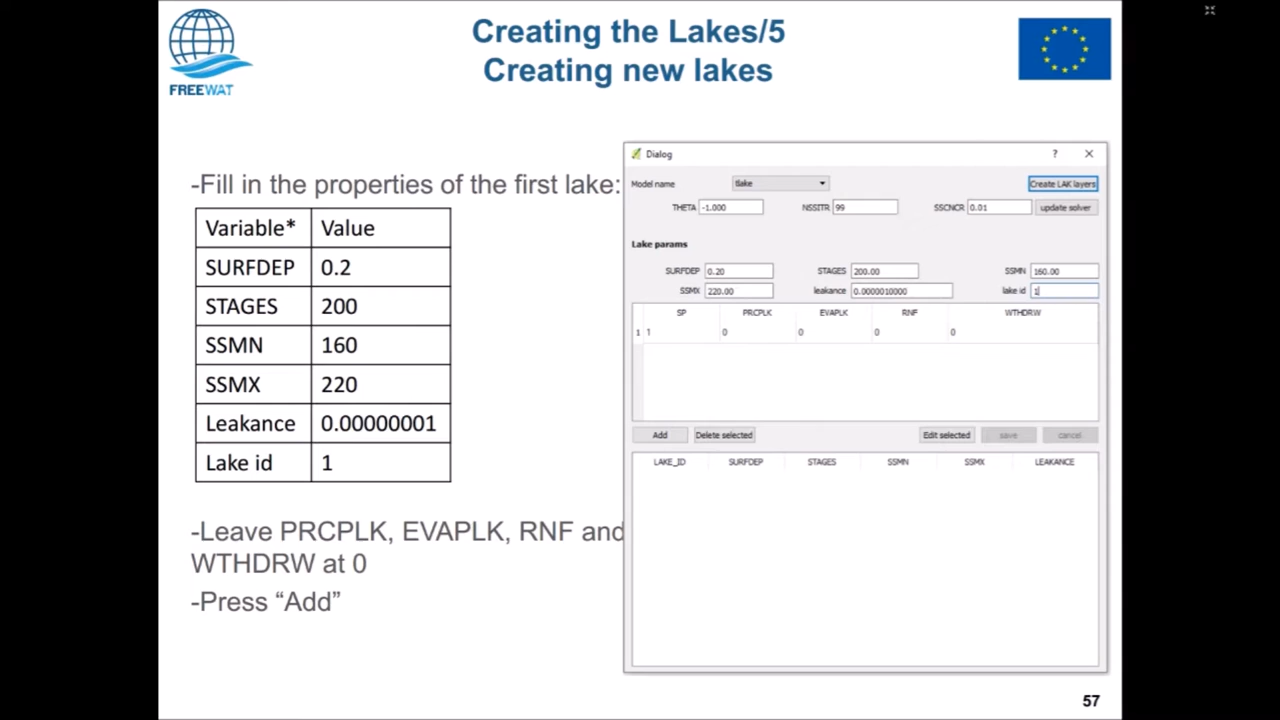 Creating the Lakes/5
Creating new lakes
FREEWAT
-Fill in the properties of the first lake:
Variable* Value
SURFDEP 0.2
STAGES 200
SSMN 160
SSMX 220
Leakance 0.00000001
Lake id 1
-Leave PRCPLK, EVAPLK, RNF and
WTHDRW at 0
-Press “Add”
Dialog ?
Model name tlake Create LAK layers
THETA -1.000 NSSITR 99 SSCNCR 0.01 update solver
Lake params
SURFDEP 0.20 STAGES 200.00 SSMN 160.00
SSMX 220.00 leakance 0.0000010000 lake id 1
SP PRCPLK EVAPLK RNF WTHDRW
1 1 0 0 0 0
Add Delete selected Edit selected save cancel
LAKE_ID SURFDEP STAGES SSMN SSMX LEAKANCE
57